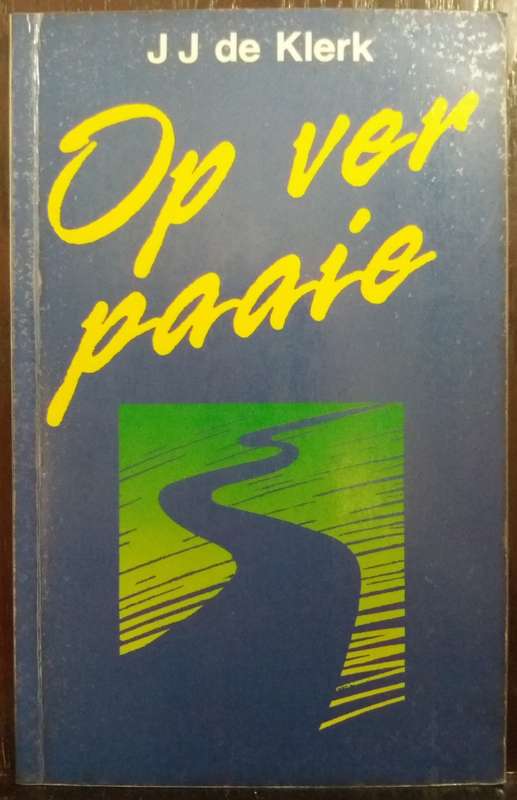 J J de Klerk
Op ver
paaie